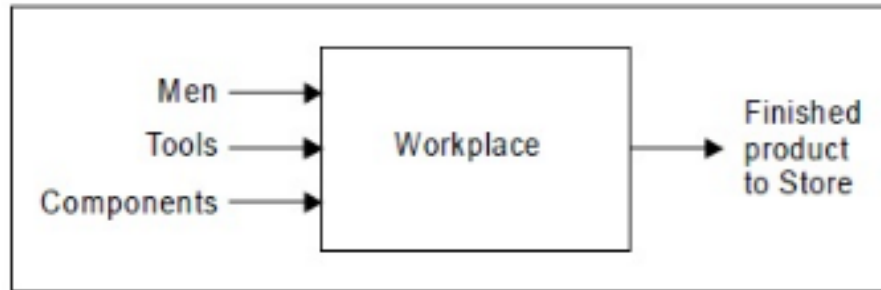 Men
Tools
Components
Workplace
Finished
product
to Store